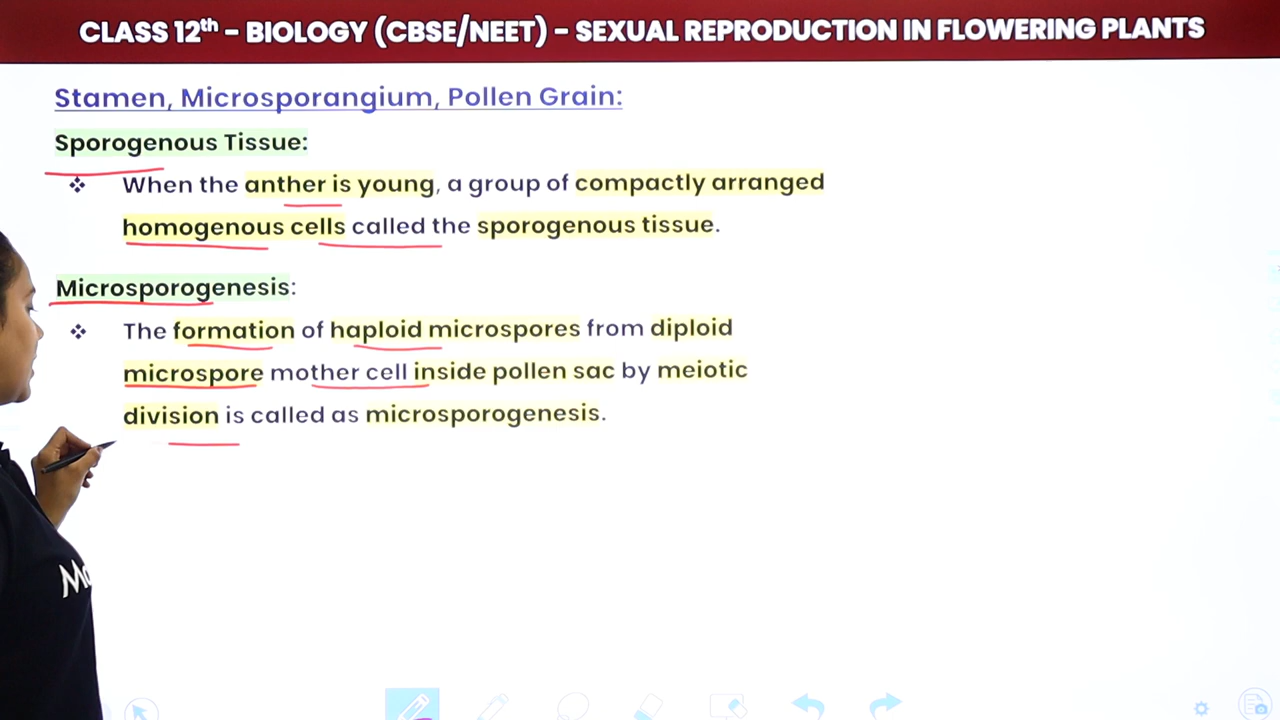 CLASS 12th - BIOLOGY (CBSE/NEET) - SEXUAL REPRODUCTION IN FLOWERING PLANTS
Stamen, Microsporangium, Pollen Grain:
Sporogenous Tissue:
❖ When the anther is young, a group of compactly arranged
homogenous cells called the sporogenous tissue.
Microsporogenesis:
❖ The formation of haploid microspores from diploid
microspore mother cell inside pollen sac by meiotic
division is called as microsporogenesis.